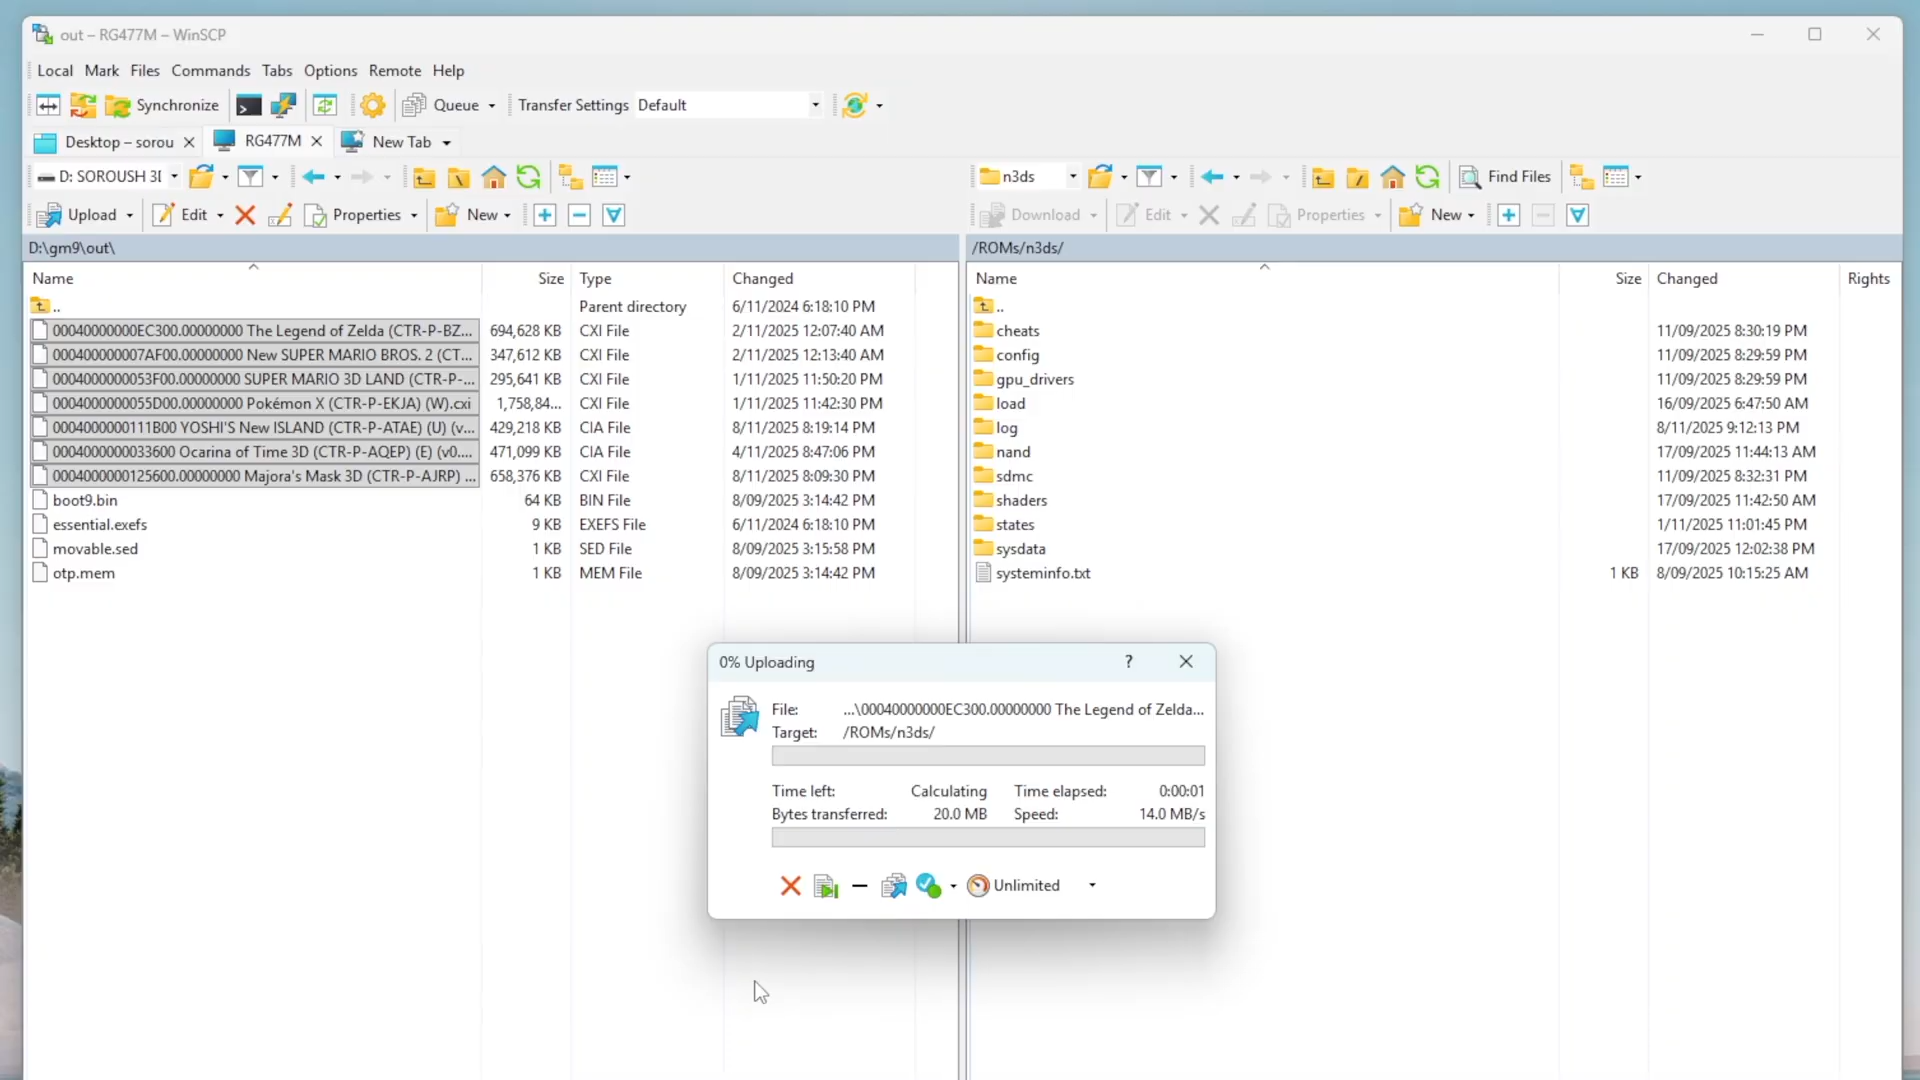 out – RG477M – WinSCP
Local Mark Files Commands Tabs Options Remote Help
Synchronize Queue Transfer Settings Default
Desktop – sorou RG477M New Tab
D: SOROUSH 3I
n3ds Find Files
Upload Edit Properties New
Download Edit Properties New
D:\gm9\out\
/ROMs/n3ds/
Name Size Type Changed
.. Parent directory 6/11/2024 6:18:10 PM
00040000000EC300.00000000 The Legend of Zelda (CTR-P-BZ... 694,628 KB CXI File 2/11/2025 12:07:40 AM
000400000007AF00.00000000 New SUPER MARIO BROS. 2 (CT... 347,612 KB CXI File 2/11/2025 12:13:40 AM
0004000000053F00.00000000 SUPER MARIO 3D LAND (CTR-P-... 295,641 KB CXI File 1/11/2025 11:50:20 PM
0004000000055D00.00000000 Pokémon X (CTR-P-EKJA) (W).cxi 1,758,84... CXI File 1/11/2025 11:42:30 PM
0004000000111B00 YOSHI'S New ISLAND (CTR-P-ATAE) (U) (v... 429,218 KB CIA File 8/11/2025 8:19:14 PM
0004000000033600 Ocarina of Time 3D (CTR-P-AQEP) (E) (v0.... 471,099 KB CIA File 4/11/2025 8:47:06 PM
0004000000125600.00000000 Majora's Mask 3D (CTR-P-AJRP) ... 658,376 KB CXI File 8/11/2025 8:09:30 PM
boot9.bin 64 KB BIN File 8/09/2025 3:14:42 PM
essential.exefs 9 KB EXEFS File 6/11/2024 6:18:10 PM
movable.sed 1 KB SED File 8/09/2025 3:15:58 PM
otp.mem 1 KB MEM File 8/09/2025 3:14:42 PM
Name Size Changed Rights
..
cheats 11/09/2025 8:30:19 PM
config 11/09/2025 8:29:59 PM
gpu_drivers 11/09/2025 8:29:59 PM
load 16/09/2025 6:47:50 AM
log 8/11/2025 9:12:13 PM
nand 17/09/2025 11:44:13 AM
sdmc 11/09/2025 8:32:31 PM
shaders 17/09/2025 11:42:50 AM
states 1/11/2025 11:01:45 PM
sysdata 17/09/2025 12:02:38 PM
systeminfo.txt 1 KB 8/09/2025 10:15:25 AM
0% Uploading ?
File: ...\00040000000EC300.00000000 The Legend of Zelda...
Target: /ROMs/n3ds/
Time left: Calculating Time elapsed: 0:00:01
Bytes transferred: 20.0 MB Speed: 14.0 MB/s
Unlimited